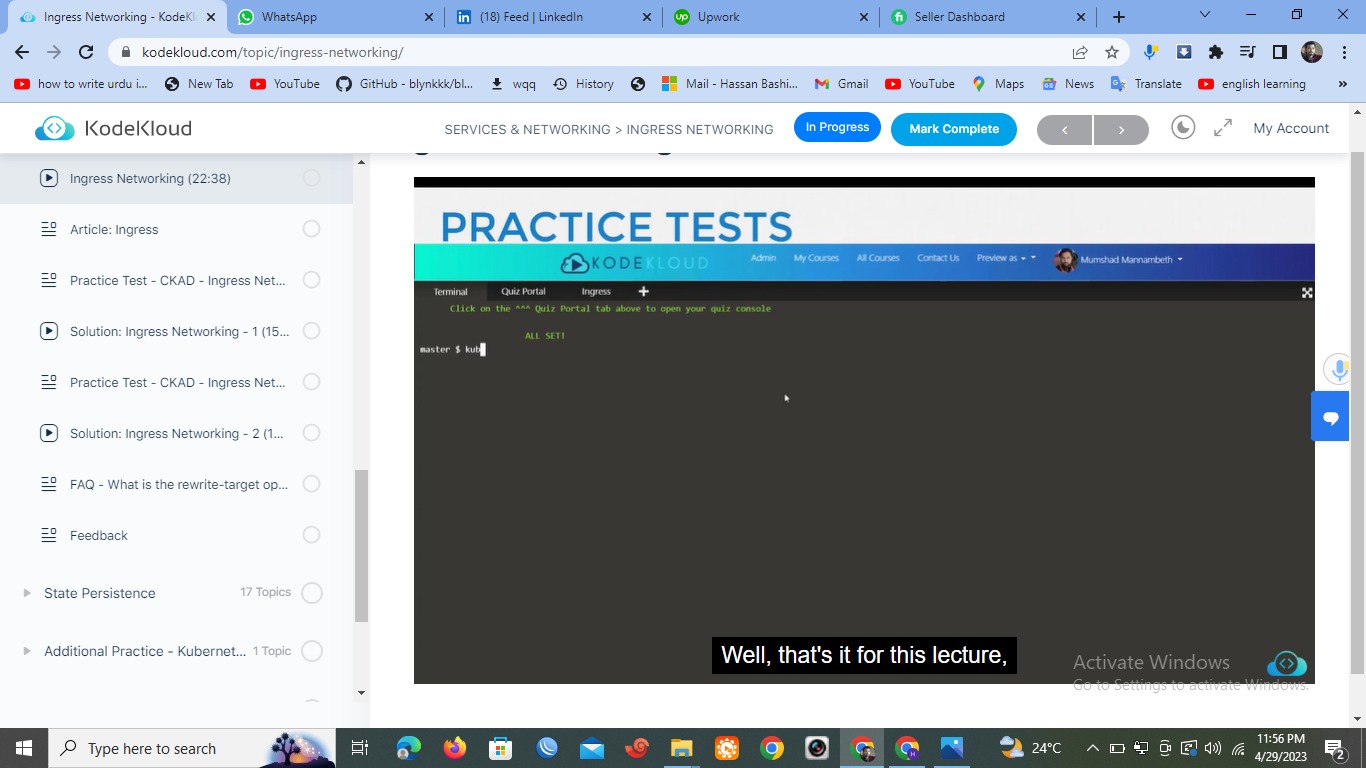 Ingress Networking - KodeKl
WhatsApp
(18) Feed | LinkedIn
Upwork
Seller Dashboard
kodekloud.com/topic/ingress-networking/
how to write urdu i...
New Tab
YouTube
GitHub - blynkkk/bl...
wqq
History
Mail - Hassan Bashi...
Gmail
YouTube
Maps
News
Translate
english learning
»
KodeKloud
SERVICES & NETWORKING > INGRESS NETWORKING
In Progress
Mark Complete
<
>
My Account
Ingress Networking (22:38)
Article: Ingress
Practice Test - CKAD - Ingress Net...
Solution: Ingress Networking - 1 (15...
Practice Test - CKAD - Ingress Net...
Solution: Ingress Networking - 2 (1...
FAQ - What is the rewrite-target op...
Feedback
State Persistence 17 Topics
Additional Practice - Kubernet... 1 Topic
PRACTICE TESTS
KODEKLOUD
Admin
My Courses
All Courses
Contact Us
Preview as
Mumshad Mannambeth
Terminal
Quiz Portal
Ingress
Click on the ^^^ Quiz Portal tab above to open your quiz console
ALL SET!
master $ kub
Well, that's it for this lecture,
Activate Windows
Go to Settings to activate Windows.
Type here to search
24°C
11:56 PM
4/29/2023
2